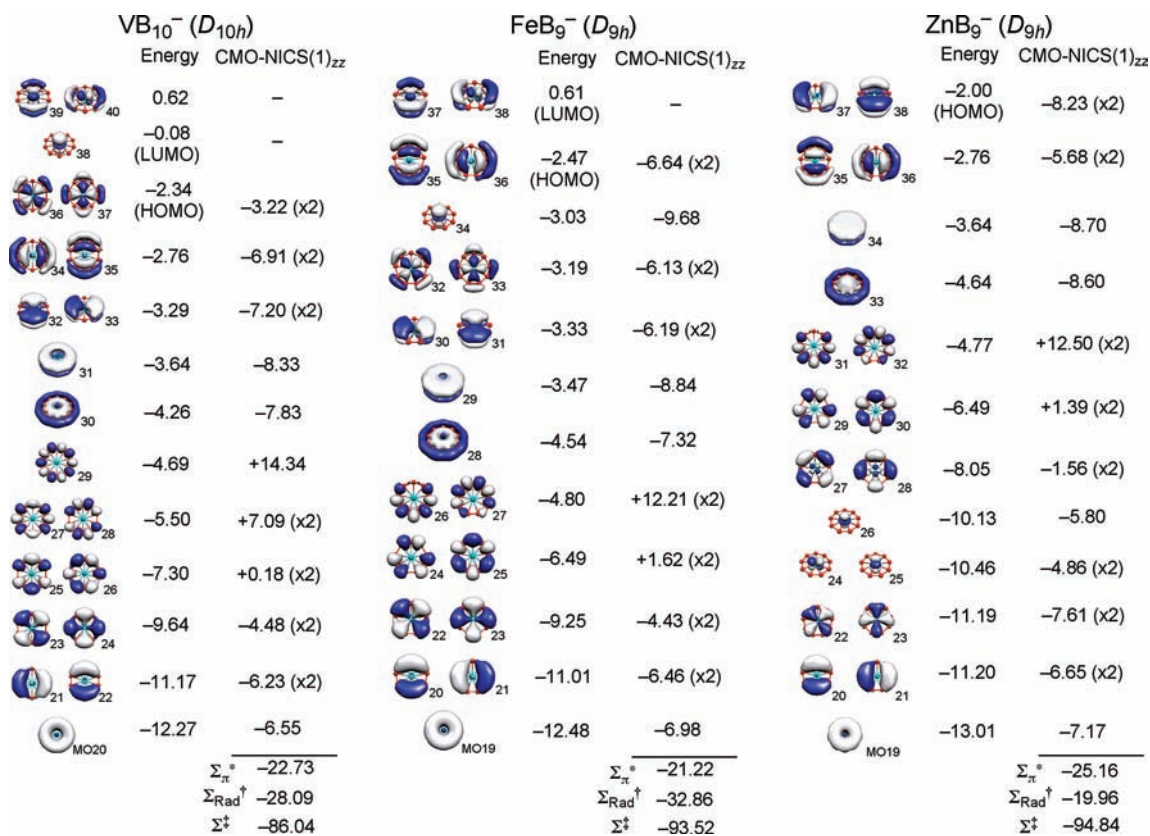 VB₁₀⁻ (D₁₀ₕ)
Energy CMO-NICS(1)zz
39 40 0.62 –
38 –0.08 (LUMO) –
36 37 –2.34 (HOMO) –3.22 (x2)
34 35 –2.76 –6.91 (x2)
32 33 –3.29 –7.20 (x2)
31 –3.64 –8.33
30 –4.26 –7.83
29 –4.69 +14.34
27 28 –5.50 +7.09 (x2)
25 26 –7.30 +0.18 (x2)
23 24 –9.64 –4.48 (x2)
21 22 –11.17 –6.23 (x2)
MO20 –12.27 –6.55
Σπ* –22.73
ΣRad† –28.09
Σ‡ –86.04
FeB₉⁻ (D₉ₕ)
Energy CMO-NICS(1)zz
37 38 0.61 (LUMO) –
35 36 –2.47 (HOMO) –6.64 (x2)
34 –3.03 –9.68
32 33 –3.19 –6.13 (x2)
30 31 –3.33 –6.19 (x2)
29 –3.47 –8.84
28 –4.54 –7.32
26 27 –4.80 +12.21 (x2)
24 25 –6.49 +1.62 (x2)
22 23 –9.25 –4.43 (x2)
20 21 –11.01 –6.46 (x2)
MO19 –12.48 –6.98
Σπ* –21.22
ΣRad† –32.86
Σ‡ –93.52
ZnB₉⁻ (D₉ₕ)
Energy CMO-NICS(1)zz
37 38 –2.00 (HOMO) –8.23 (x2)
35 36 –2.76 –5.68 (x2)
34 –3.64 –8.70
33 –4.64 –8.60
31 32 –4.77 +12.50 (x2)
29 30 –6.49 +1.39 (x2)
27 28 –8.05 –1.56 (x2)
26 –10.13 –5.80
24 25 –10.46 –4.86 (x2)
22 23 –11.19 –7.61 (x2)
20 21 –11.20 –6.65 (x2)
MO19 –13.01 –7.17
Σπ* –25.16
ΣRad† –19.96
Σ‡ –94.84